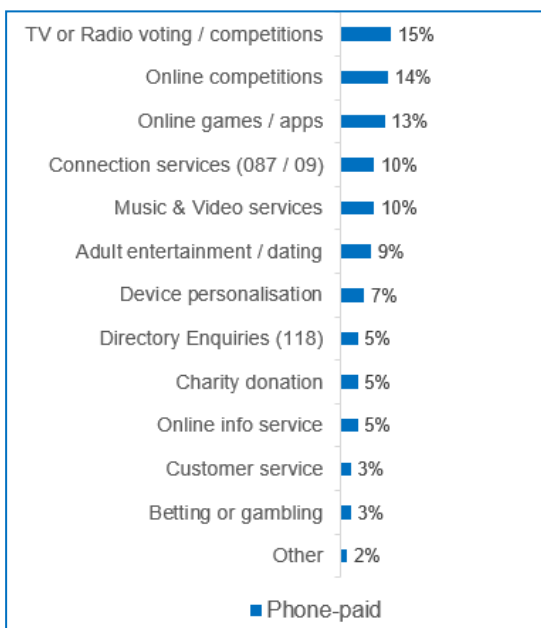 TV or Radio voting / competitions 15%
Online competitions 14%
Online games / apps 13%
Connection services (087 / 09) 10%
Music & Video services 10%
Adult entertainment / dating 9%
Device personalisation 7%
Directory Enquiries (118) 5%
Charity donation 5%
Online info service 5%
Customer service 3%
Betting or gambling 3%
Other 2%
Phone-paid